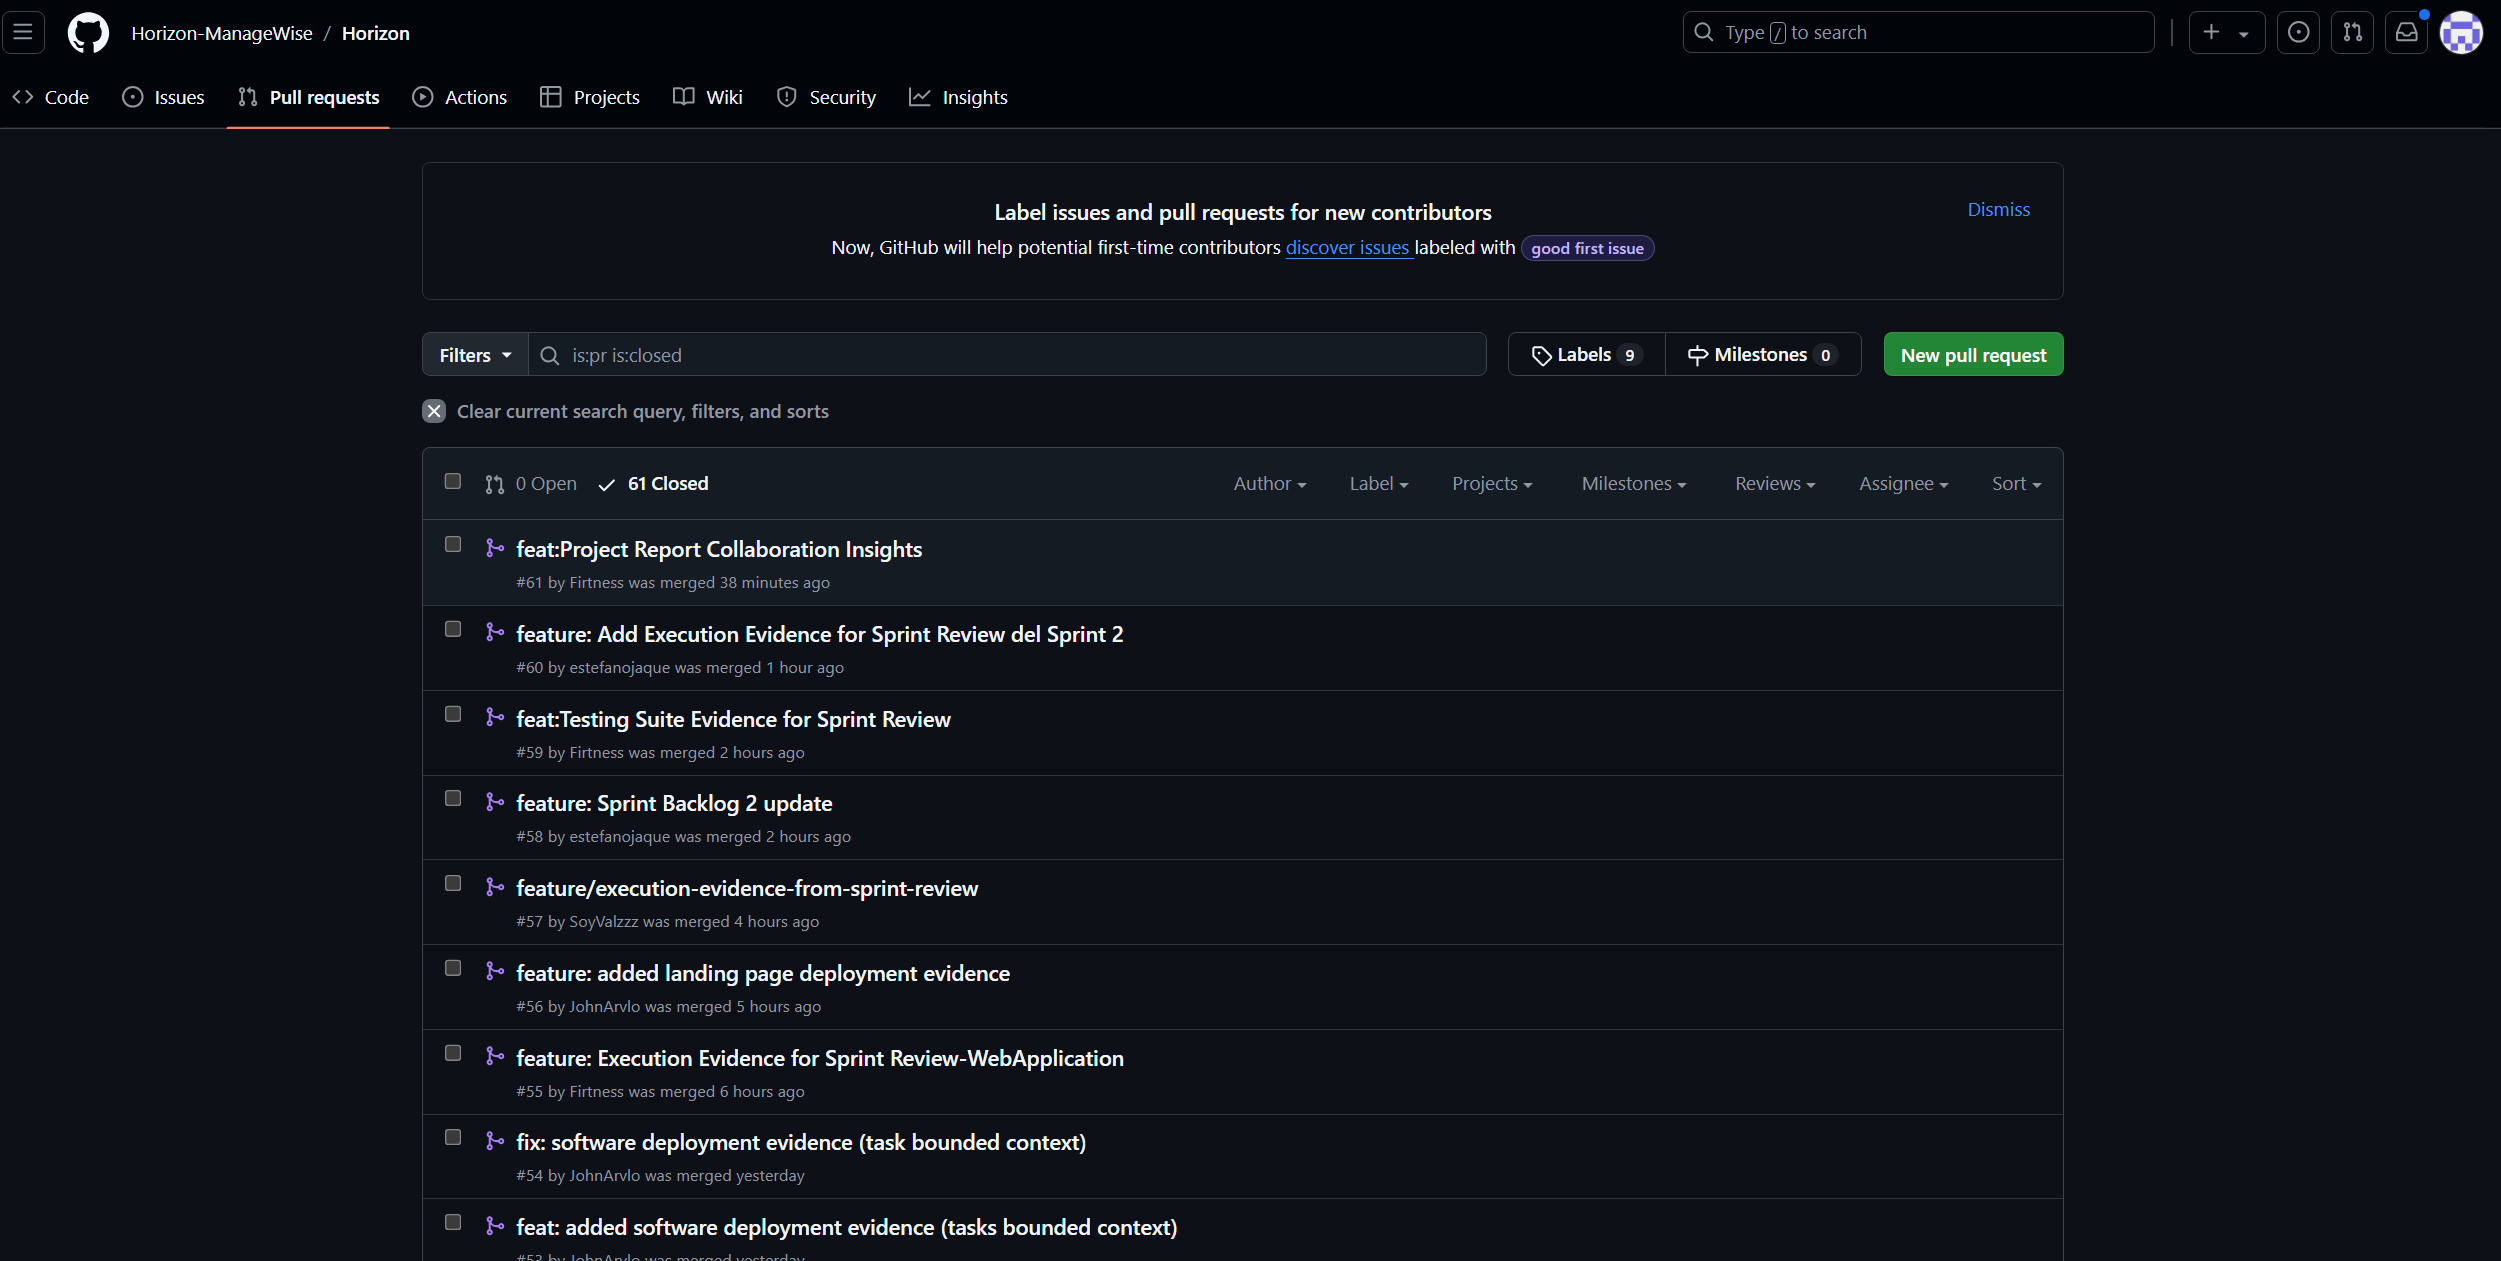 Horizon-ManageWise / Horizon
Type / to search
Code Issues Pull requests Actions Projects Wiki Security Insights
Label issues and pull requests for new contributors
Dismiss
Now, GitHub will help potential first-time contributors discover issues labeled with good first issue
Filters is:pr is:closed Labels 9 Milestones 0 New pull request
Clear current search query, filters, and sorts
0 Open 61 Closed Author Label Projects Milestones Reviews Assignee Sort
feat:Project Report Collaboration Insights
#61 by Firtness was merged 38 minutes ago
feature: Add Execution Evidence for Sprint Review del Sprint 2
#60 by estefanojaque was merged 1 hour ago
feat:Testing Suite Evidence for Sprint Review
#59 by Firtness was merged 2 hours ago
feature: Sprint Backlog 2 update
#58 by estefanojaque was merged 2 hours ago
feature/execution-evidence-from-sprint-review
#57 by SoyValzzz was merged 4 hours ago
feature: added landing page deployment evidence
#56 by JohnArvlo was merged 5 hours ago
feature: Execution Evidence for Sprint Review-WebApplication
#55 by Firtness was merged 6 hours ago
fix: software deployment evidence (task bounded context)
#54 by JohnArvlo was merged yesterday
feat: added software deployment evidence (tasks bounded context)
#53 by JohnArvlo was merged yesterday